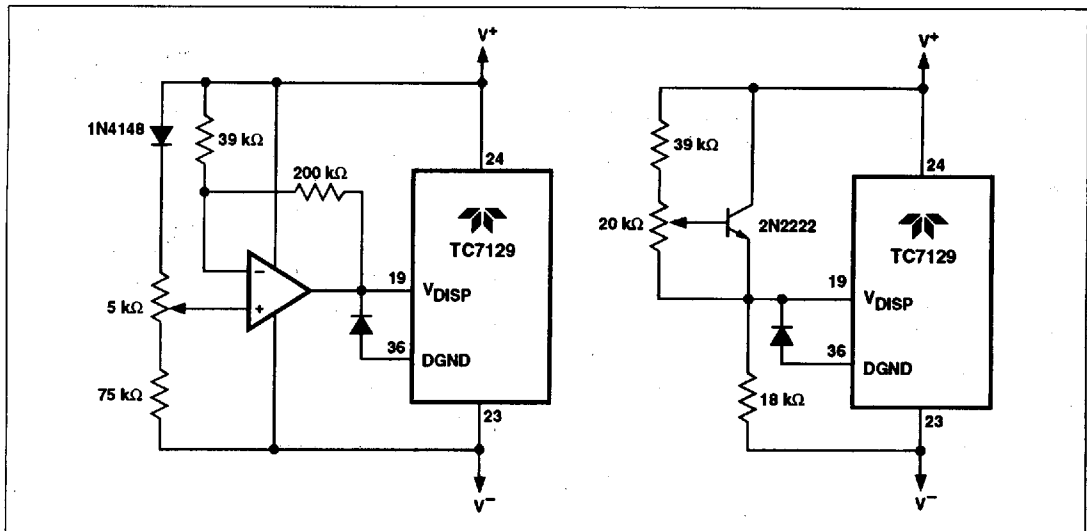 V+
1N4148
39 kΩ
200 kΩ
24
TC7129
5 kΩ
19
VDISP
36
DGND
75 kΩ
23
V−
V+
39 kΩ
24
20 kΩ
2N2222
TC7129
19
VDISP
36
DGND
18 kΩ
23
V−